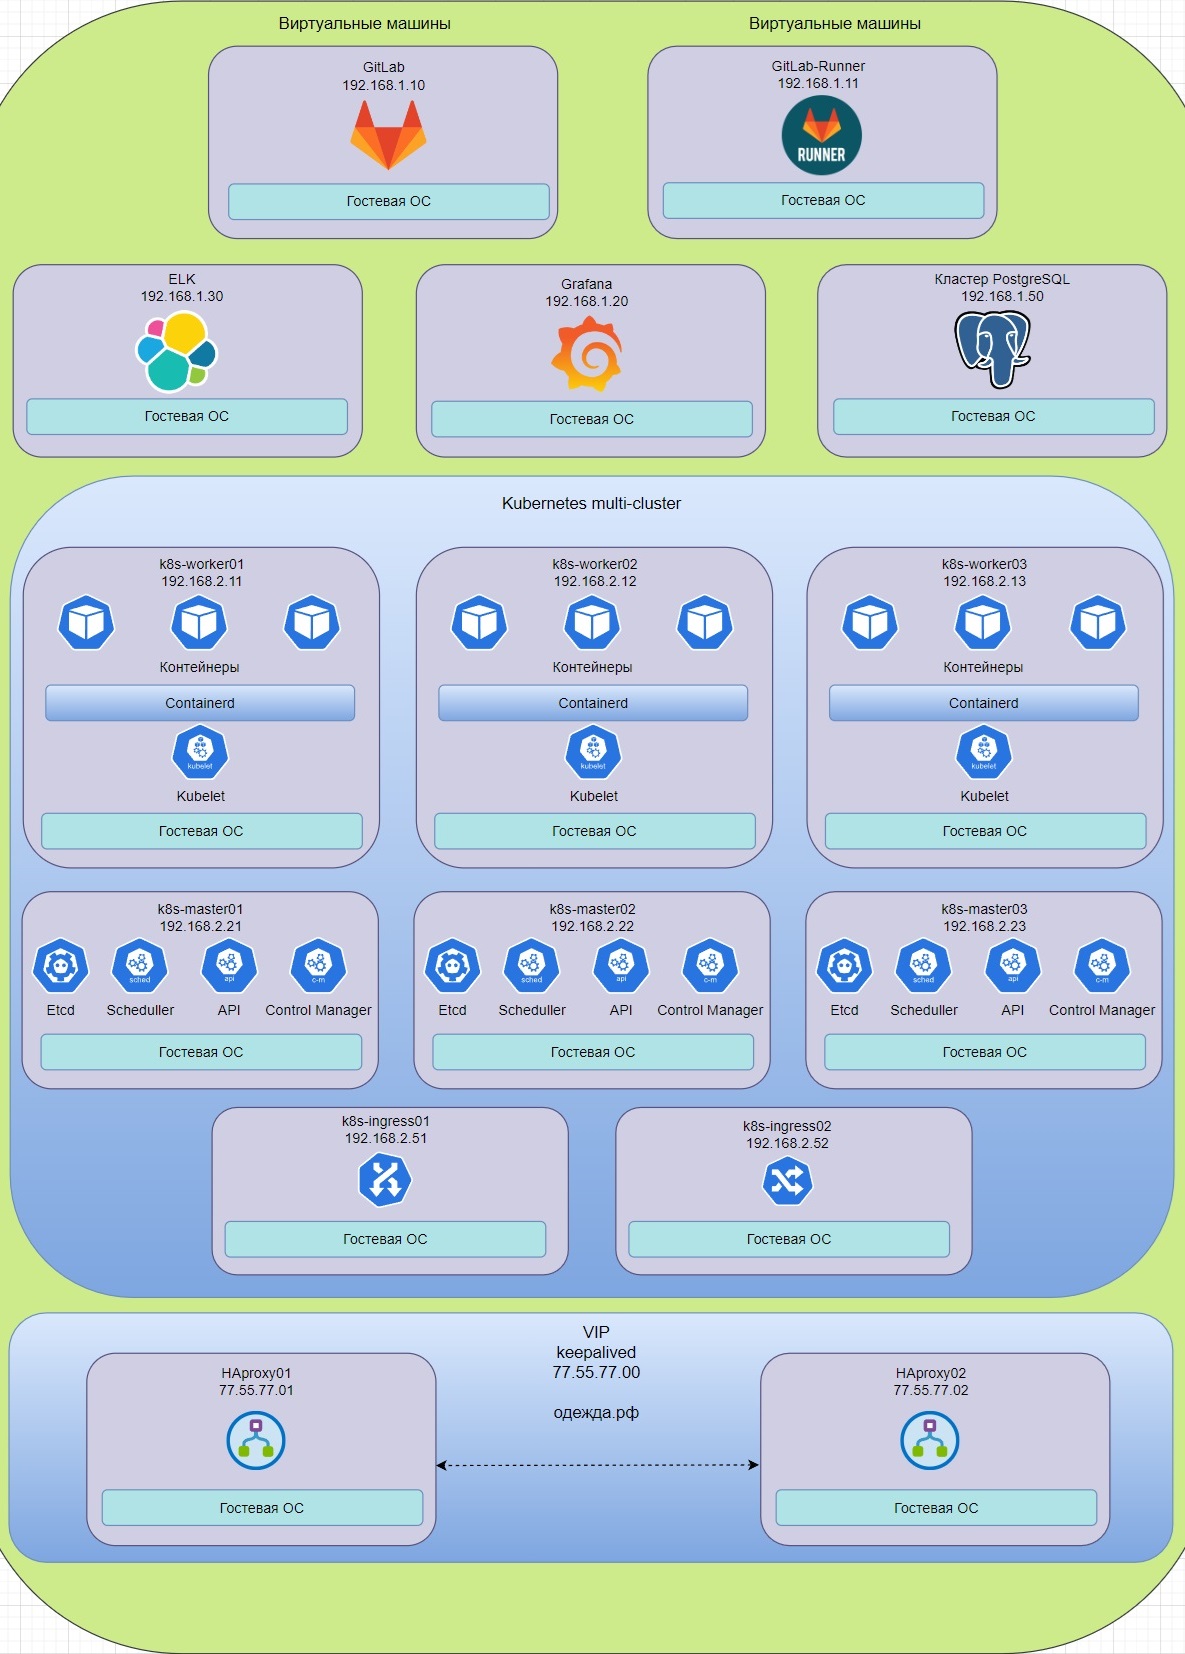 Виртуальные машины
Виртуальные машины
GitLab
192.168.1.10
Гостевая ОС
GitLab-Runner
192.168.1.11
RUNNER
Гостевая ОС
ELK
192.168.1.30
Гостевая ОС
Grafana
192.168.1.20
Гостевая ОС
Кластер PostgreSQL
192.168.1.50
Гостевая ОС
Kubernetes multi-cluster
k8s-worker01
192.168.2.11
Контейнеры
Containerd
kubelet
Kubelet
Гостевая ОС
k8s-worker02
192.168.2.12
Контейнеры
Containerd
kubelet
Kubelet
Гостевая ОС
k8s-worker03
192.168.2.13
Контейнеры
Containerd
kubelet
Kubelet
Гостевая ОС
k8s-master01
192.168.2.21
sched
api
c-m
Etcd
Scheduller
API
Control Manager
Гостевая ОС
k8s-master02
192.168.2.22
sched
api
c-m
Etcd
Scheduller
API
Control Manager
Гостевая ОС
k8s-master03
192.168.2.23
sched
api
c-m
Etcd
Scheduller
API
Control Manager
Гостевая ОС
k8s-ingress01
192.168.2.51
Гостевая ОС
k8s-ingress02
192.168.2.52
Гостевая ОС
VIP
keepalived
77.55.77.00
одежда.рф
HAproxy01
77.55.77.01
Гостевая ОС
HAproxy02
77.55.77.02
Гостевая ОС